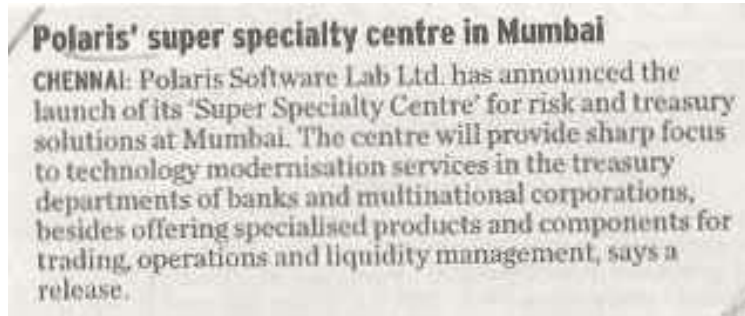 Polaris' super specialty centre in Mumbai
CHENNAI: Polaris Software Lab Ltd. has announced the
launch of its 'Super Specialty Centre' for risk and treasury
solutions at Mumbai. The centre will provide sharp focus
to technology modernisation services in the treasury
departments of banks and multinational corporations,
besides offering specialised products and components for
trading, operations and liquidity management, says a
release.